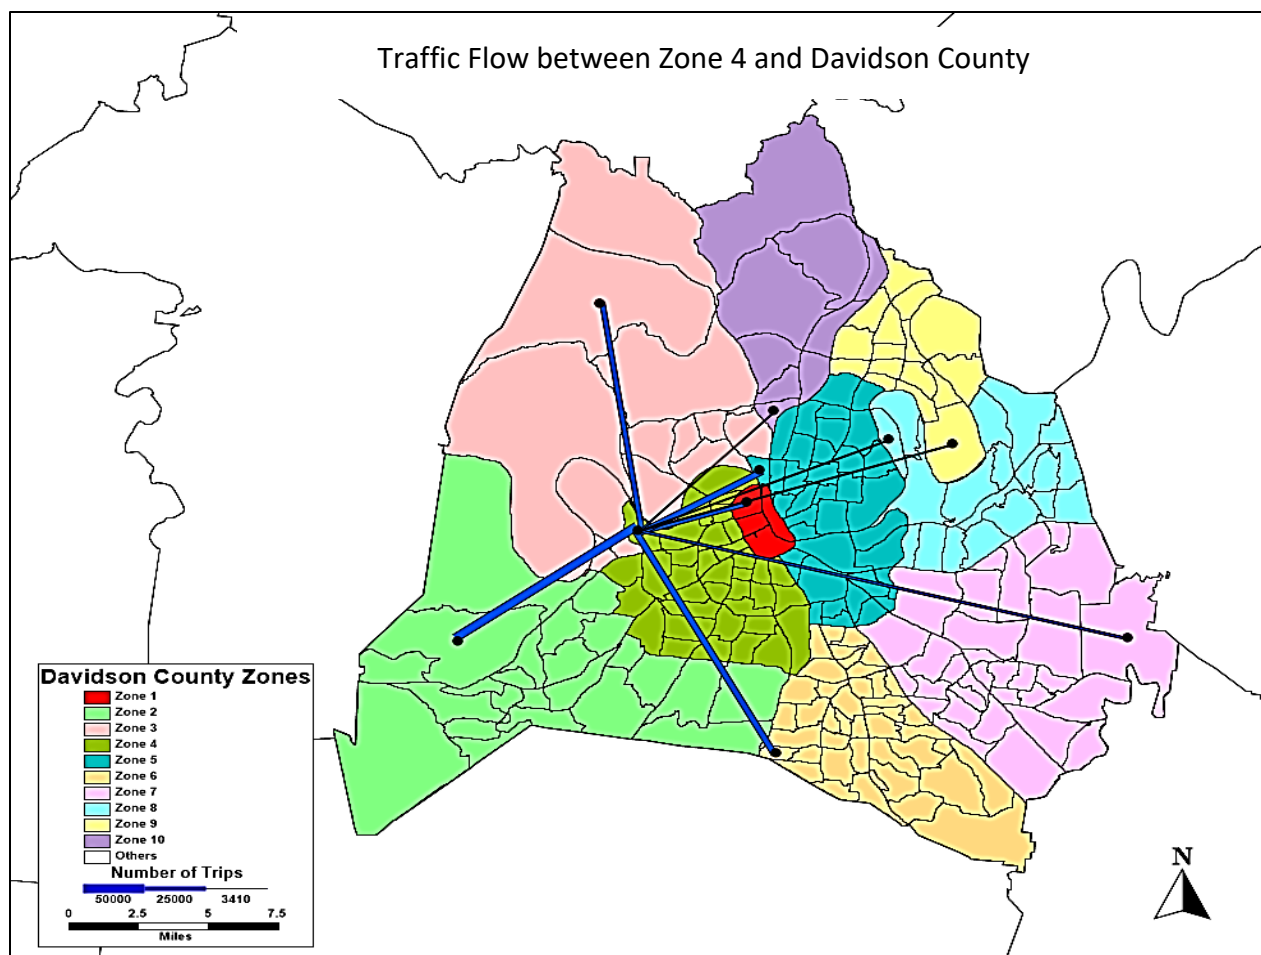 Traffic Flow between Zone 4 and Davidson County
Davidson County Zones
Zone 1
Zone 2
Zone 3
Zone 4
Zone 5
Zone 6
Zone 7
Zone 8
Zone 9
Zone 10
Others
Number of Trips
50000 25000 3410
0 2.5 5 7.5
Miles
N